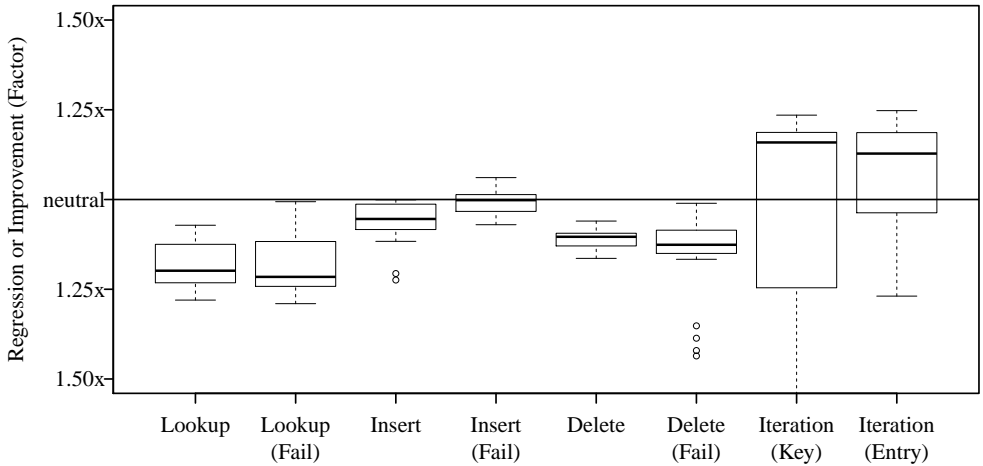 Regression or Improvement (Factor)
1.50x
1.25x
neutral
1.25x
1.50x
Lookup
Lookup
(Fail)
Insert
Insert
(Fail)
Delete
Delete
(Fail)
Iteration
(Key)
Iteration
(Entry)